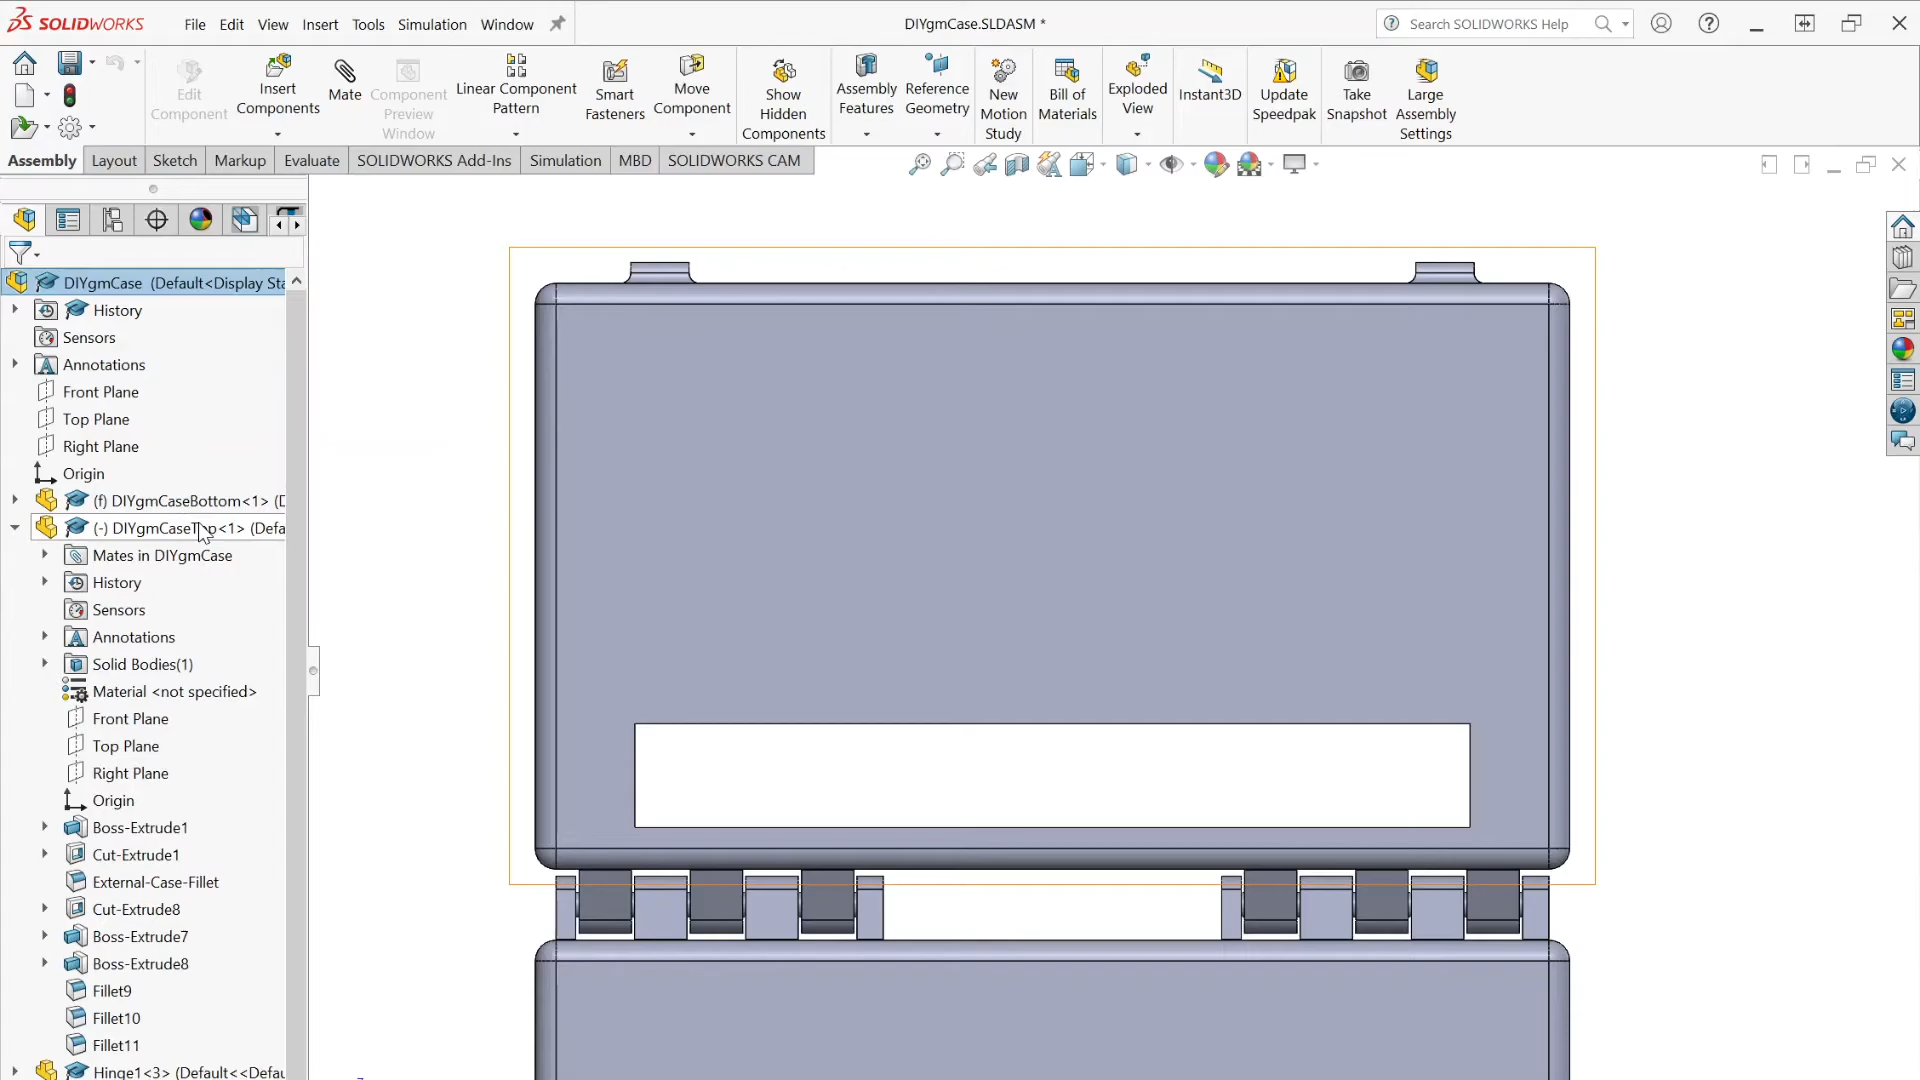 SOLIDWORKS
File Edit View Insert Tools Simulation Window
DIYgmCase.SLDASM *
Search SOLIDWORKS Help
Edit Component
Insert Components
Mate
Component Preview Window
Linear Component Pattern
Smart Fasteners
Move Component
Show Hidden Components
Assembly Features
Reference Geometry
New Motion Study
Bill of Materials
Exploded View
Instant3D
Update Speedpak
Take Snapshot
Large Assembly Settings
Assembly Layout Sketch Markup Evaluate SOLIDWORKS Add-Ins Simulation MBD SOLIDWORKS CAM
DIYgmCase (Default<Display Sta
History
Sensors
Annotations
Front Plane
Top Plane
Right Plane
Origin
(f) DIYgmCaseBottom<1> (D
(-) DIYgmCaseTop<1> (Defa
Mates in DIYgmCase
History
Sensors
Annotations
Solid Bodies(1)
Material <not specified>
Front Plane
Top Plane
Right Plane
Origin
Boss-Extrude1
Cut-Extrude1
External-Case-Fillet
Cut-Extrude8
Boss-Extrude7
Boss-Extrude8
Fillet9
Fillet10
Fillet11
Hinge1<3> (Default<<Defau